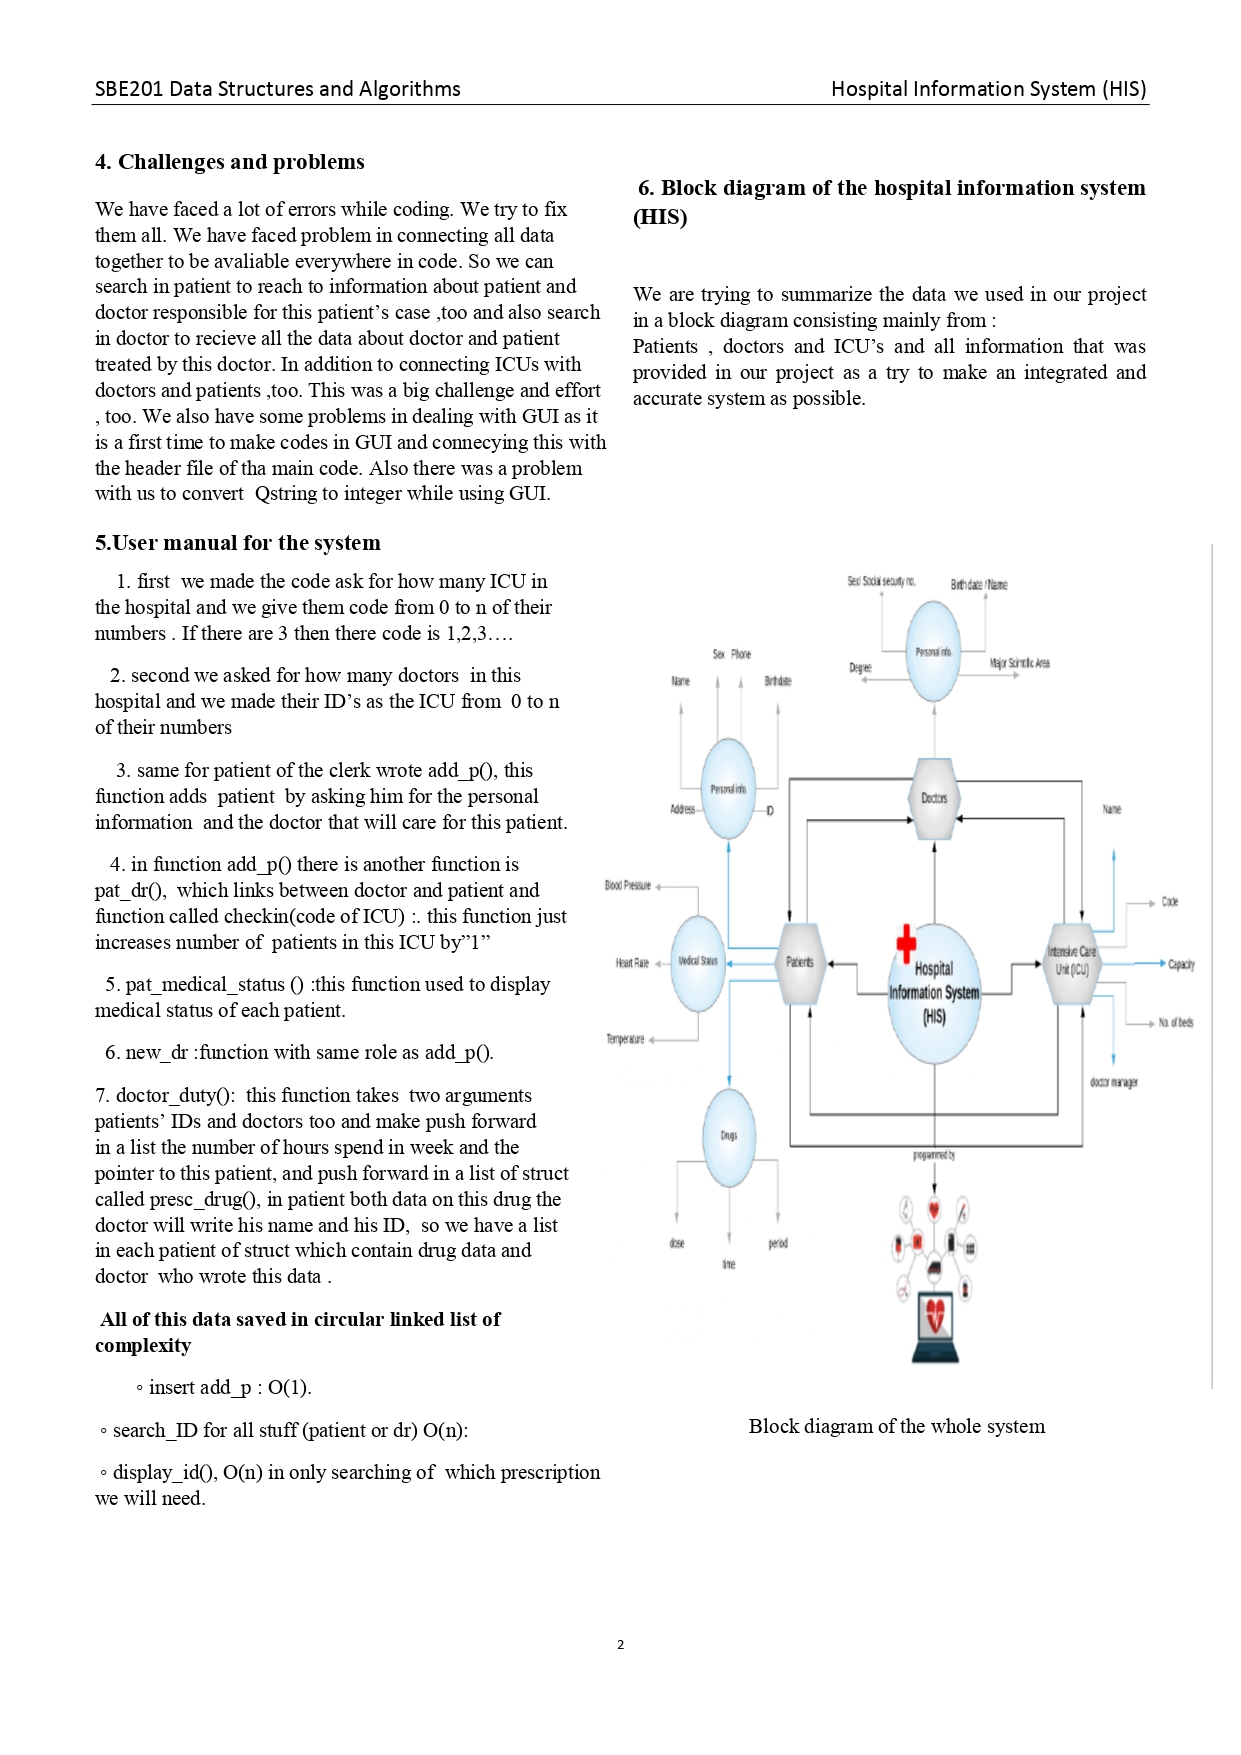 SBE201 Data Structures and Algorithms
Hospital Information System (HIS)
4. Challenges and problems
We have faced a lot of errors while coding. We try to fix
them all. We have faced problem in connecting all data
together to be avaliable everywhere in code. So we can
search in patient to reach to information about patient and
doctor responsible for this patient’s case ,too and also search
in doctor to recieve all the data about doctor and patient
treated by this doctor. In addition to connecting ICUs with
doctors and patients ,too. This was a big challenge and effort
, too. We also have some problems in dealing with GUI as it
is a first time to make codes in GUI and connecying this with
the header file of tha main code. Also there was a problem
with us to convert  Qstring to integer while using GUI.
5.User manual for the system
1. first  we made the code ask for how many ICU in
the hospital and we give them code from 0 to n of their
numbers . If there are 3 then there code is 1,2,3….
2. second we asked for how many doctors  in this
hospital and we made their ID’s as the ICU from  0 to n
of their numbers
3. same for patient of the clerk wrote add_p(), this
function adds  patient  by asking him for the personal
information  and the doctor that will care for this patient.
4. in function add_p() there is another function is
pat_dr(),  which links between doctor and patient and
function called checkin(code of ICU) :. this function just
increases number of  patients in this ICU by”1”
5. pat_medical_status () :this function used to display
medical status of each patient.
6. new_dr :function with same role as add_p().
7. doctor_duty():  this function takes  two arguments
patients’ IDs and doctors too and make push forward
in a list the number of hours spend in week and the
pointer to this patient, and push forward in a list of struct
called presc_drug(), in patient both data on this drug the
doctor will write his name and his ID,  so we have a list
in each patient of struct which contain drug data and
doctor  who wrote this data .
All of this data saved in circular linked list of
complexity
◦ insert add_p : O(1).
◦ search_ID for all stuff (patient or dr) O(n):
◦ display_id(), O(n) in only searching of  which prescription
we will need.
6. Block diagram of the hospital information system
(HIS)
We are trying to summarize the data we used in our project
in a block diagram consisting mainly from :
Patients , doctors and ICU’s and all information that was
provided in our project as a try to make an integrated and
accurate system as possible.
Sex/ Social security no.
Birth date / Name
Personal info.
Degree
Major Scintific Area
Sex
Phone
Name
Birthdate
Personal info
Address
ID
Doctors
Name
Blood Pressure
Code
Heart Rate
Medical Status
Patients
Hospital
Information System
(HIS)
Intensive Care
Unit (ICU)
Capacity
Temperature
No. of beds
doctor manager
Drugs
programmed by
dose
time
period
Block diagram of the whole system
2